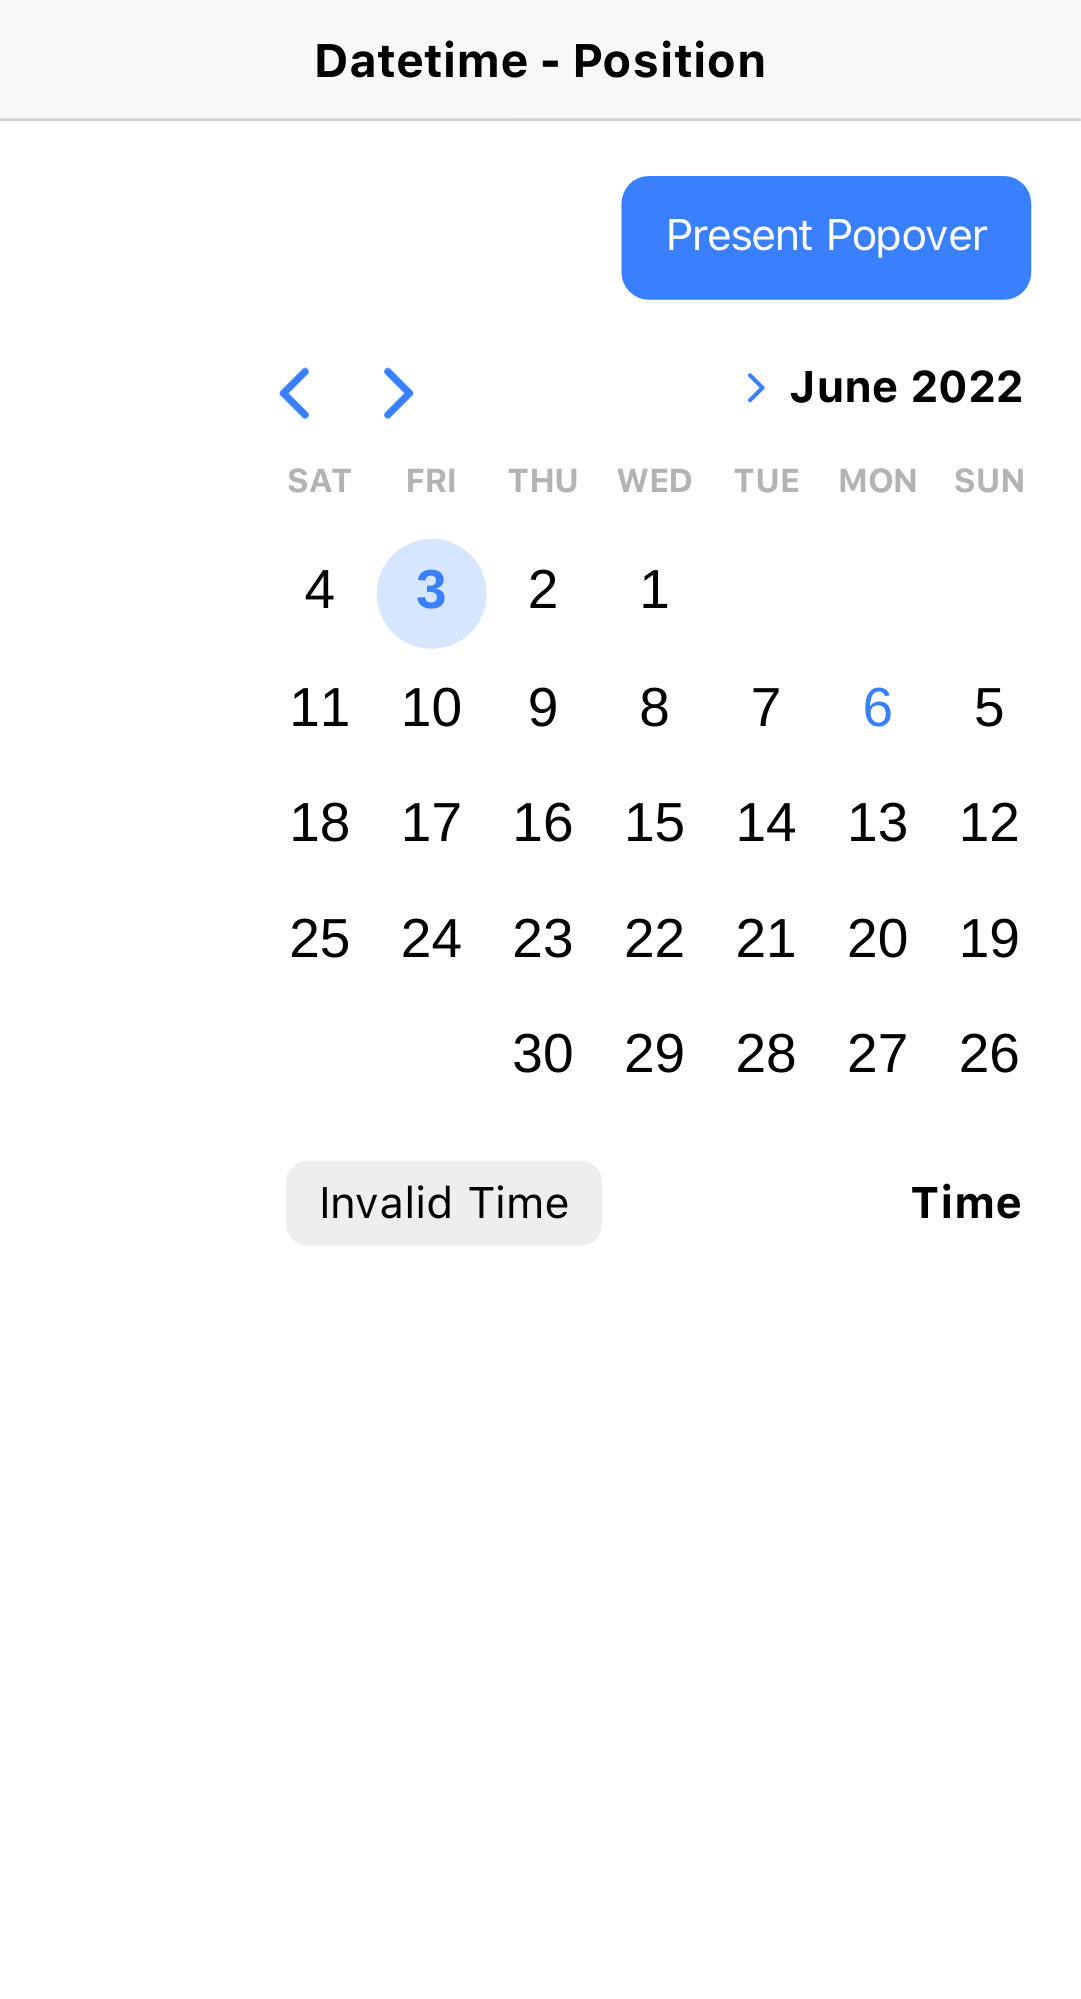 Datetime - Position
Present Popover
June 2022
SAT FRI THU WED TUE MON SUN
4 3 2 1
11 10 9 8 7 6 5
18 17 16 15 14 13 12
25 24 23 22 21 20 19
30 29 28 27 26
Invalid Time Time